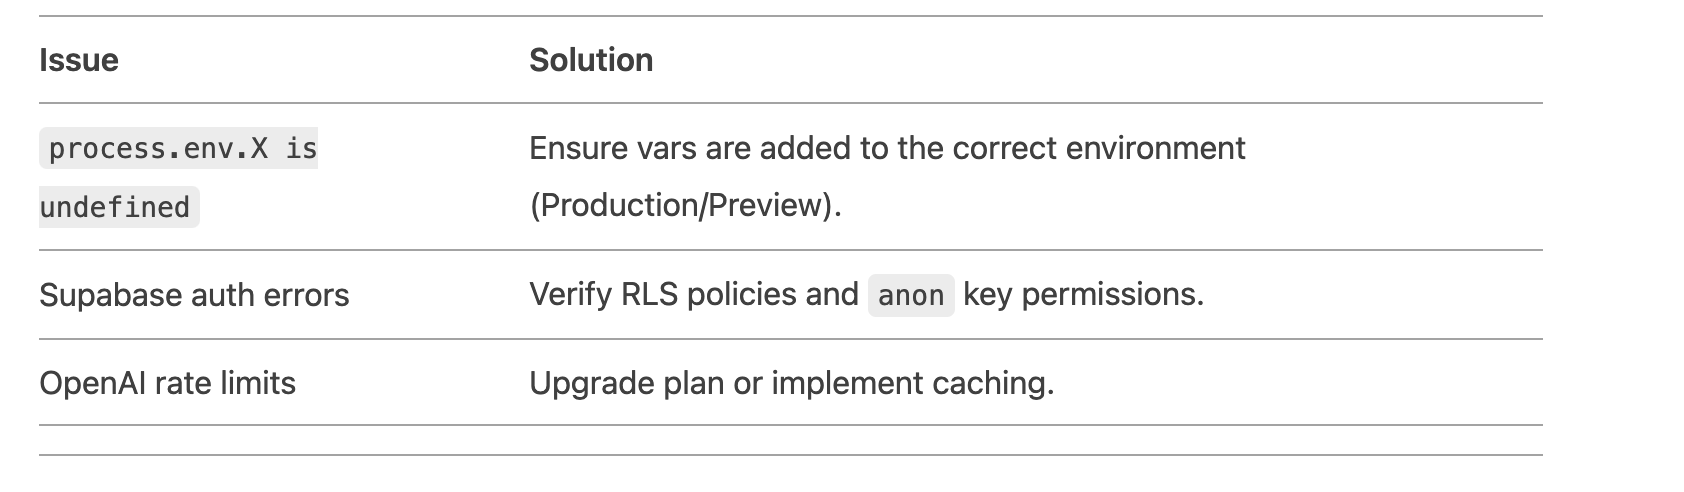 Issue Solution
process.env.X is Ensure vars are added to the correct environment
undefined (Production/Preview).
Supabase auth errors Verify RLS policies and anon key permissions.
OpenAI rate limits Upgrade plan or implement caching.